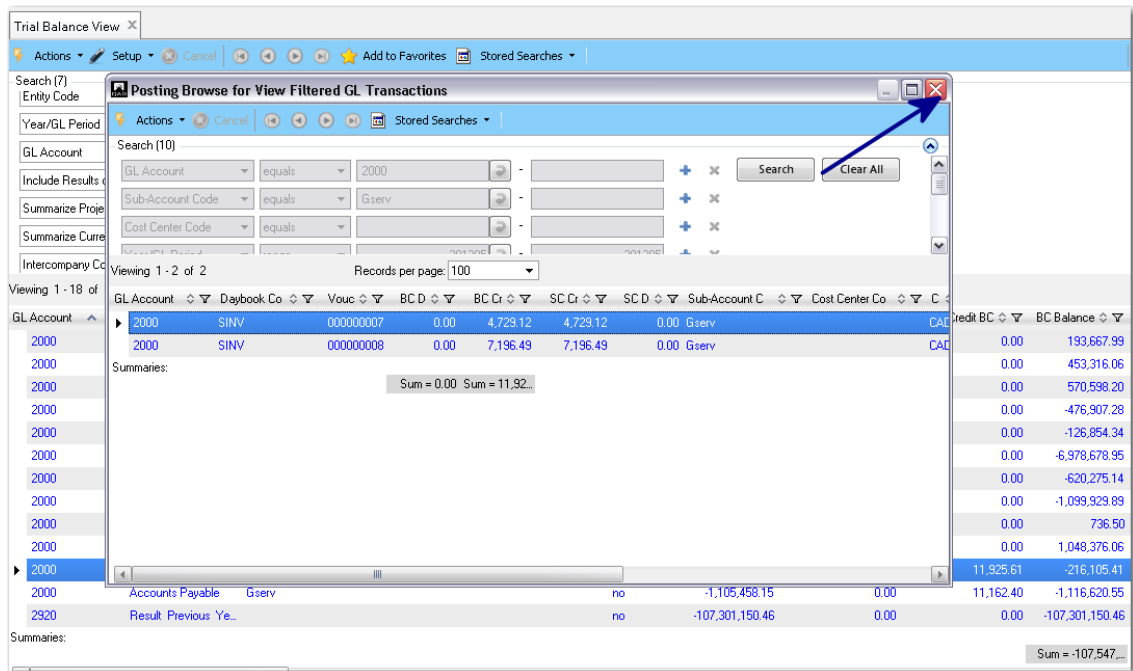 Trial Balance View
Actions Setup Cancel Add to Favorites Stored Searches
Search (7)
Entity Code
Year/GL Period
GL Account
Include Results
Summarize Proje
Summarize Curre
Intercompany Co
Viewing 1 - 18 of
Posting Browse for View Filtered GL Transactions
Actions Cancel Stored Searches
Search (10)
GL Account equals 2000 - Search Clear All
Sub-Account Code equals Gserv -
Cost Center Code equals -
Year/GL Period range 201205 201205
Viewing 1 - 2 of 2 Records per page: 100
GL Account Daybook Co Vouc BC D BC Cr SC Cr SC D Sub-Account C Cost Center Co C
2000 SINV 000000007 0.00 4,729.12 4,729.12 0.00 Gserv CAD
2000 SINV 000000008 0.00 7,196.49 7,196.49 0.00 Gserv CAD
Summaries:
Sum = 0.00 Sum = 11,92...
GL Account redit BC BC Balance
2000 0.00 193,667.99
2000 0.00 453,316.06
2000 0.00 570,598.20
2000 0.00 -476,907.28
2000 0.00 -126,854.34
2000 0.00 -6,978,678.95
2000 0.00 -620,275.14
2000 0.00 -1,099,929.89
2000 0.00 736.50
2000 0.00 1,048,376.06
2000 11,925.61 -216,105.41
2000 Accounts Payable Gserv no -1,105,458.15 0.00 11,162.40 -1,116,620.55
2920 Result Previous Ye... no -107,301,150.46 0.00 0.00 -107,301,150.46
Summaries:
Sum = -107,547,...